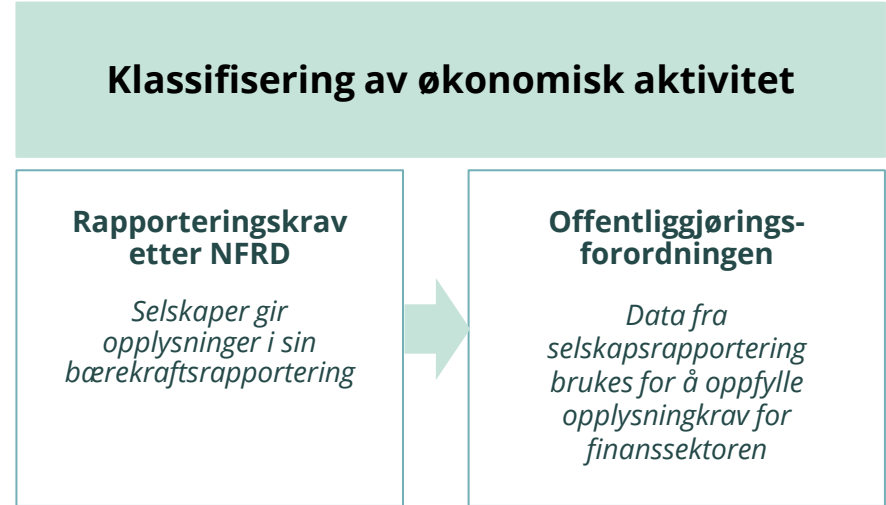 Klassifisering av økonomisk aktivitet
Rapporteringskrav
etter NFRD
Selskaper gir
opplysninger i sin
bærekraftsrapportering
Offentliggjørings-
forordningen
Data fra
selskapsrapportering
brukes for å oppfylle
opplysningkrav for
finanssektoren